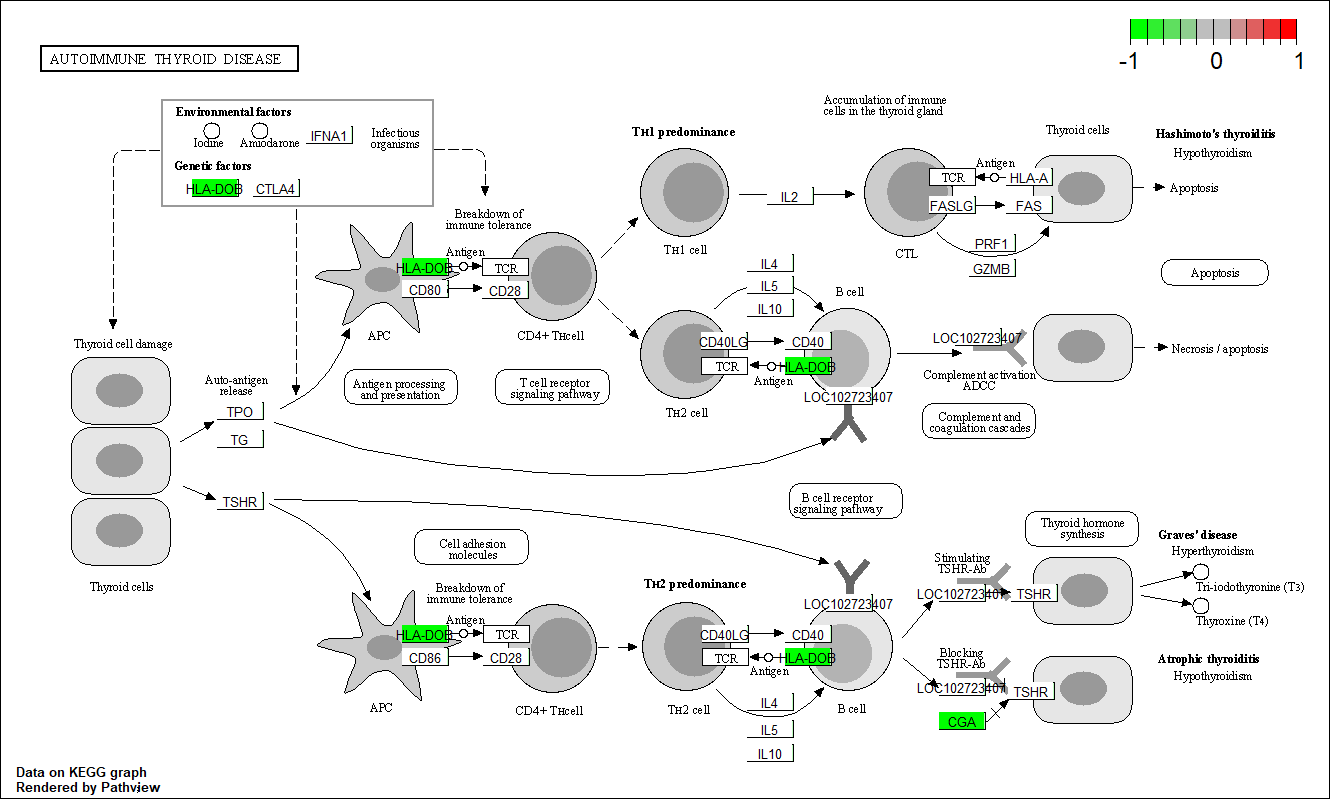 AUTOIMMUNE THYROID DISEASE
-1 0 1
Environmental factors
Iodine
Amiodarone
IFNA1
Infectious
organisms
Genetic factors
HLA-DOB
CTLA4
Breakdown of
immune tolerance
Antigen
HLA-DOB
TCR
CD80
CD28
APC
CD4+ THcell
TH1 predominance
TH1 cell
IL2
Accumulation of immune
cells in the thyroid gland
CTL
Thyroid cells
Antigen
TCR
HLA-A
FASLG
FAS
PRF1
GZMB
Hashimoto's thyroiditis
Hypothyroidism
Apoptosis
Apoptosis
IL4
IL5
IL10
B cell
CD40LG
CD40
TCR
HLA-DOB
Antigen
TH2 cell
LOC102723407
LOC102723407
Complement activation
ADCC
Necrosis / apoptosis
Complement and
coagulation cascades
Thyroid cell damage
Auto-antigen
release
TPO
TG
TSHR
Thyroid cells
Antigen processing
and presentation
T cell receptor
signaling pathway
B cell receptor
signaling pathway
Cell adhesion
molecules
Breakdown of
immune tolerance
Antigen
HLA-DOB
TCR
CD86
CD28
APC
CD4+ THcell
TH2 predominance
LOC102723407
CD40LG
CD40
TCR
HLA-DOB
Antigen
TH2 cell
B cell
IL4
IL5
IL10
Thyroid hormone
synthesis
Stimulating
TSHR-Ab
LOC102723407
TSHR
Graves' disease
Hyperthyroidism
Tri-iodothyronine (T3)
Thyroxine (T4)
Blocking
TSHR-Ab
LOC102723407
TSHR
CGA
Atrophic thyroiditis
Hypothyroidism
Data on KEGG graph
Rendered by Pathview